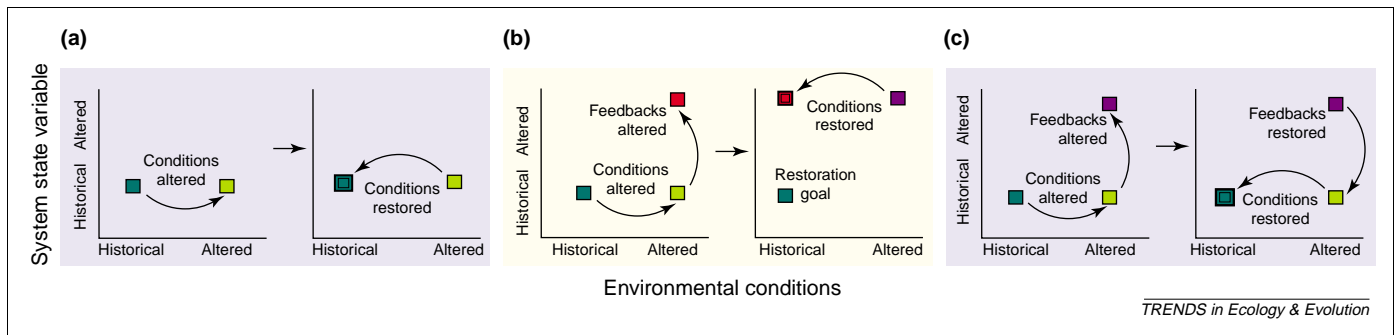 (a)
System state variable
Altered
Historical
Conditions
altered
Historical
Altered
Conditions
restored
Historical
Altered
(b)
Altered
Historical
Feedbacks
altered
Conditions
altered
Historical
Altered
Conditions
restored
Restoration
goal
Historical
Altered
(c)
Altered
Historical
Feedbacks
altered
Conditions
altered
Historical
Altered
Feedbacks
restored
Conditions
restored
Historical
Altered
Environmental conditions
TRENDS in Ecology & Evolution